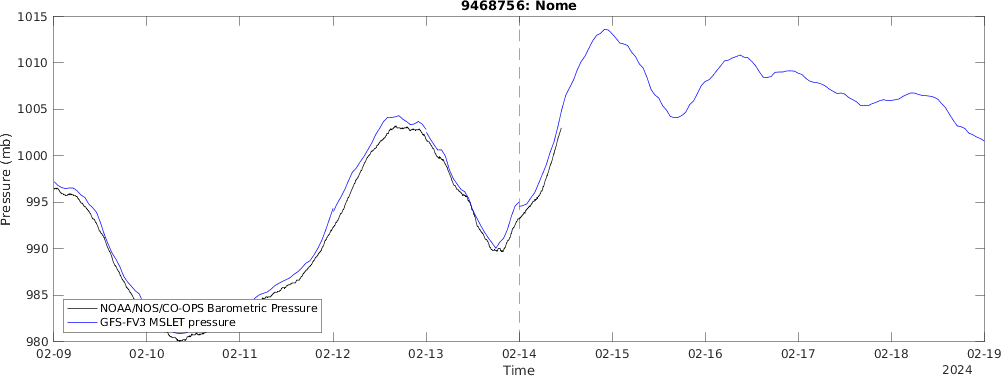 9468756: Nome
1015
1010
1005
1000
995
990
985
980
Pressure (mb)
NOAA/NOS/CO-OPS Barometric Pressure
GFS-FV3 MSLET pressure
02-09 02-10 02-11 02-12 02-13 02-14 02-15 02-16 02-17 02-18 02-19
Time
2024